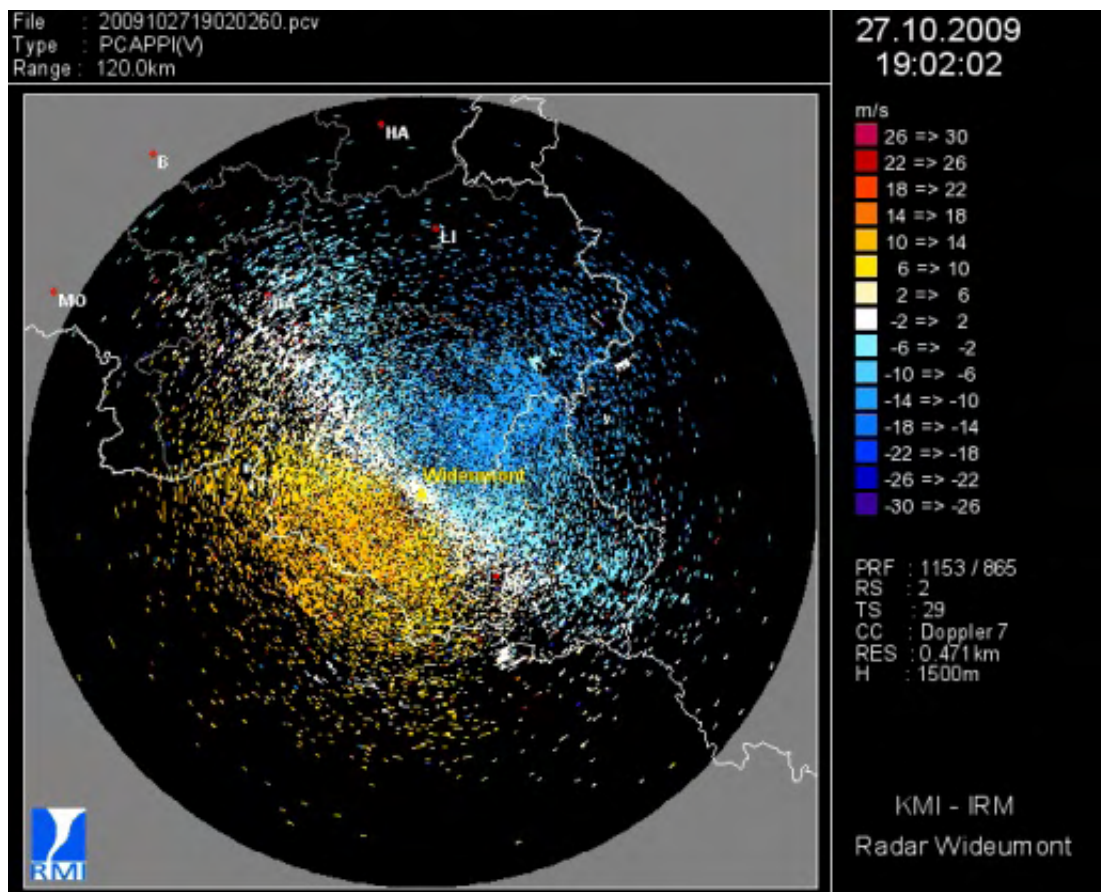 File : 2009102719020260.pcv
Type : PCAPPI(V)
Range : 120.0km
27.10.2009
19:02:02
m/s
26 => 30
22 => 26
18 => 22
14 => 18
10 => 14
6 => 10
2 => 6
-2 => 2
-6 => -2
-10 => -6
-14 => -10
-18 => -14
-22 => -18
-26 => -22
-30 => -26
HA
B
LI
MO
Wideumont
PRF : 1153 / 865
RS : 2
TS : 29
CC : Doppler 7
RES : 0.471km
H : 1500m
KMI - IRM
Radar Wideumont
RMI